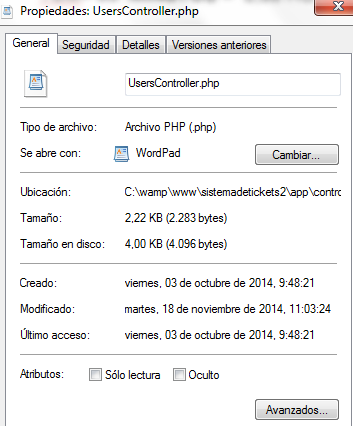 Propiedades: UsersController.php
General Seguridad Detalles Versiones anteriores
UsersController.php
Tipo de archivo: Archivo PHP (.php)
Se abre con: WordPad Cambiar...
Ubicación: C:\wamp\www\sistemadetickets2\app\contro
Tamaño: 2,22 KB (2.283 bytes)
Tamaño en disco: 4,00 KB (4.096 bytes)
Creado: viernes, 03 de octubre de 2014, 9:48:21
Modificado: martes, 18 de noviembre de 2014, 11:03:24
Último acceso: viernes, 03 de octubre de 2014, 9:48:21
Atributos: Sólo lectura Oculto
Avanzados...